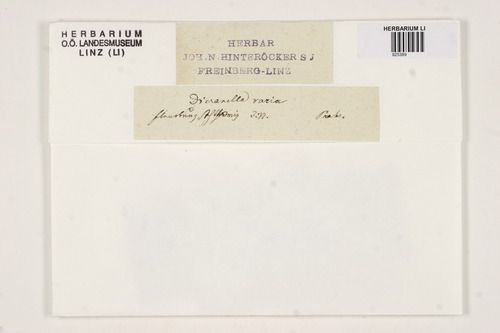 HERBARIUM
O.Ö. LANDESMUSEUM
LINZ (LI)
HERBAR
JOH. N. HINTERÖCKER S J
FREINBERG-LINZ
HERBARIUM LI
Dicranella varia